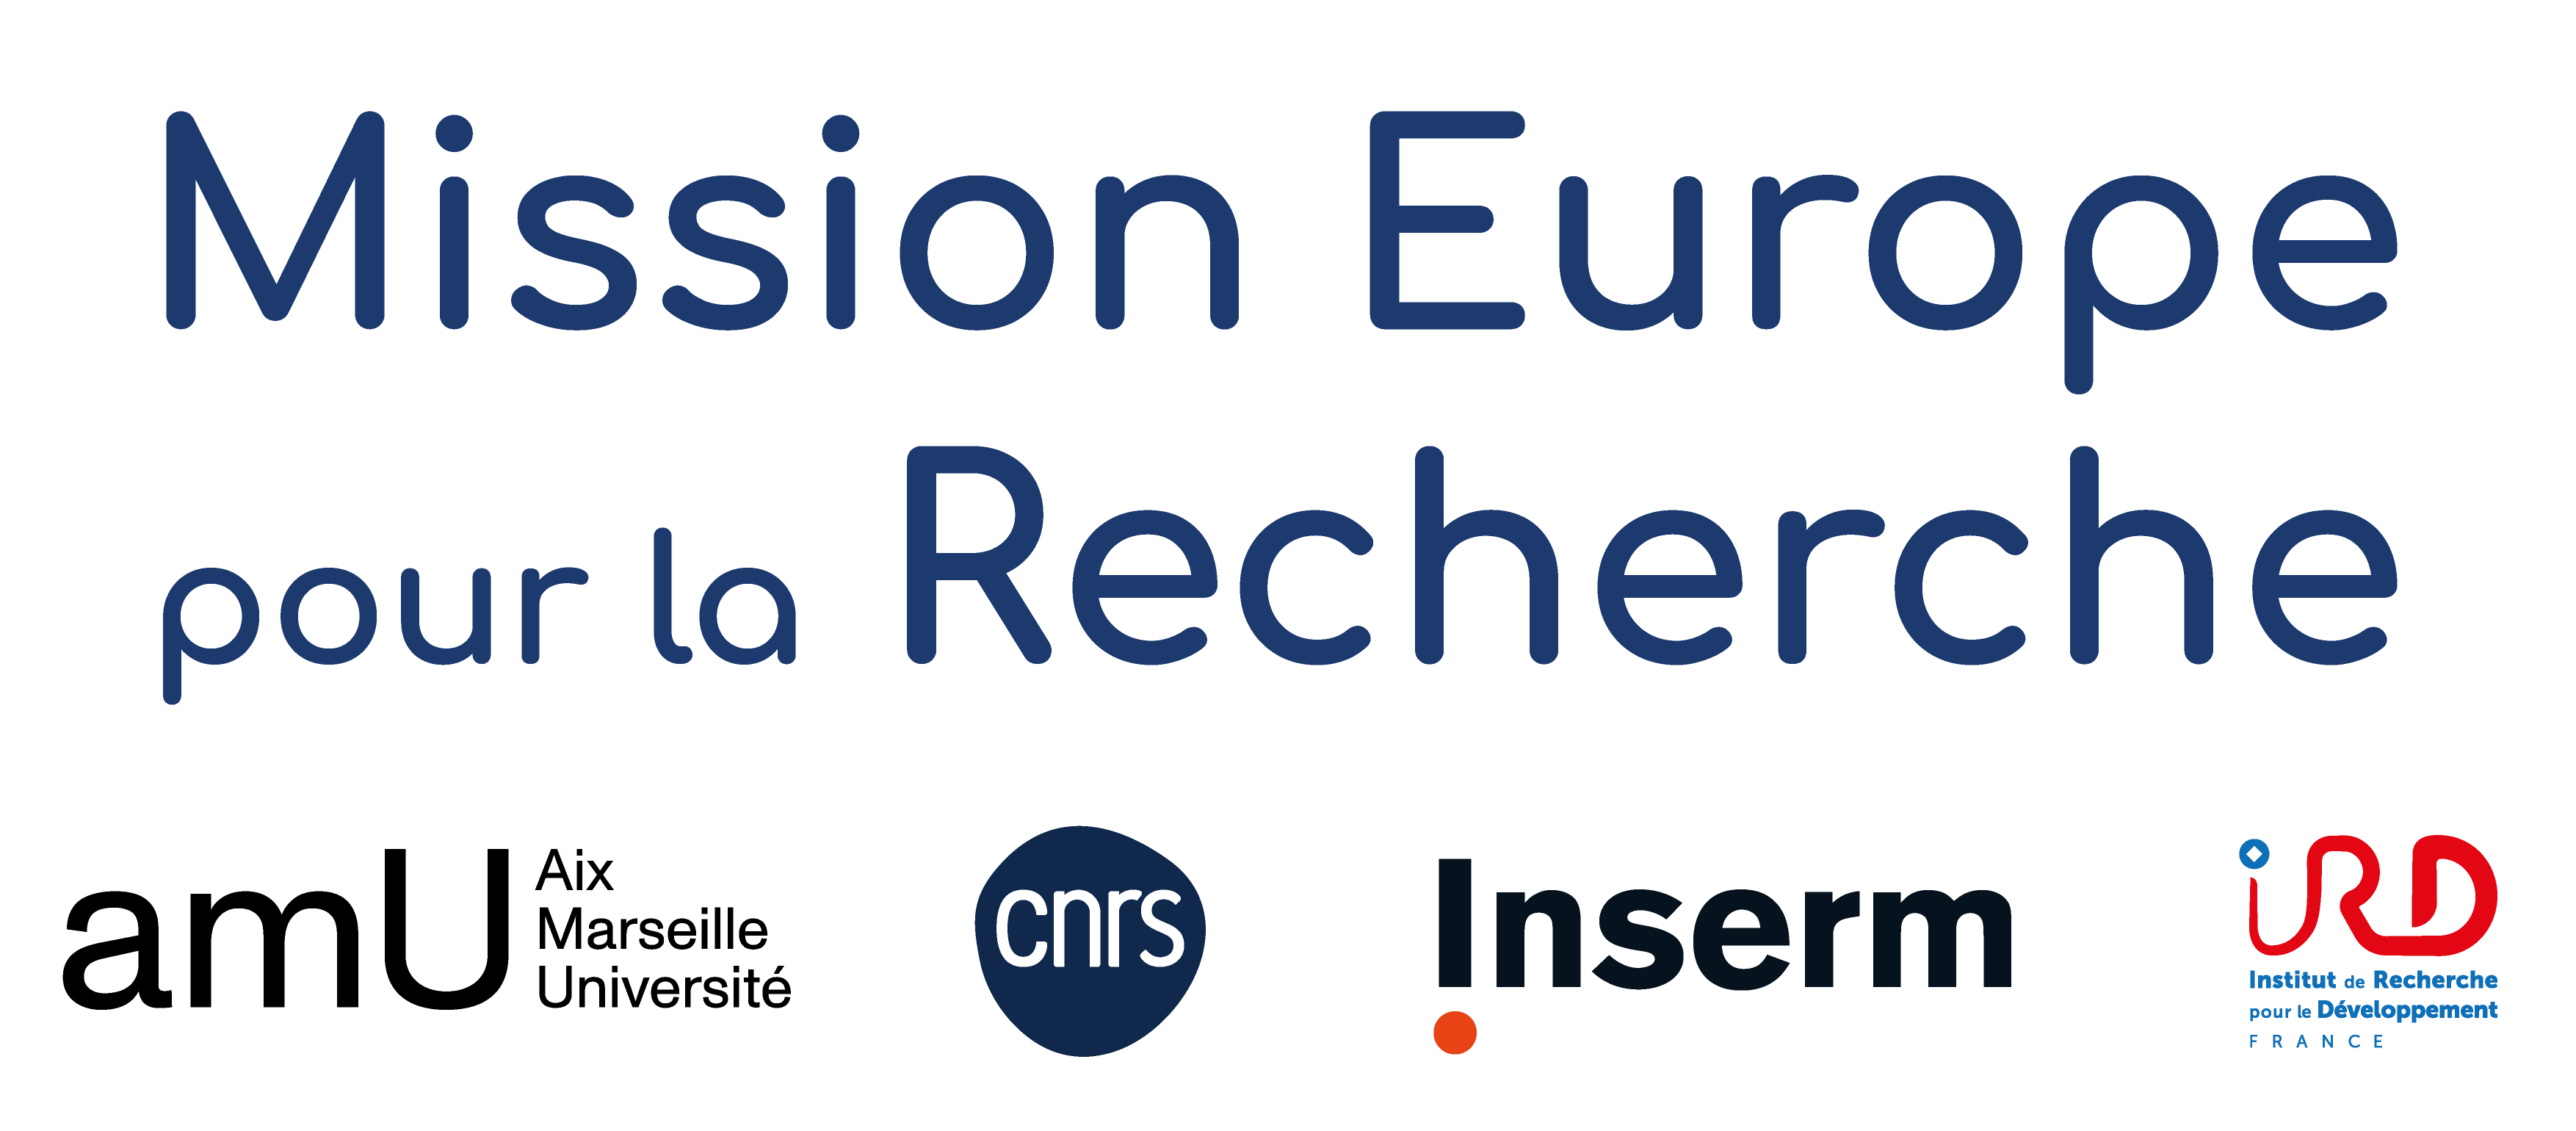 Mission Europe
pour la Recherche
amU
Aix
Marseille
Université
cnrs
Inserm
iRD
Institut de Recherche
pour le Développement
FRANCE